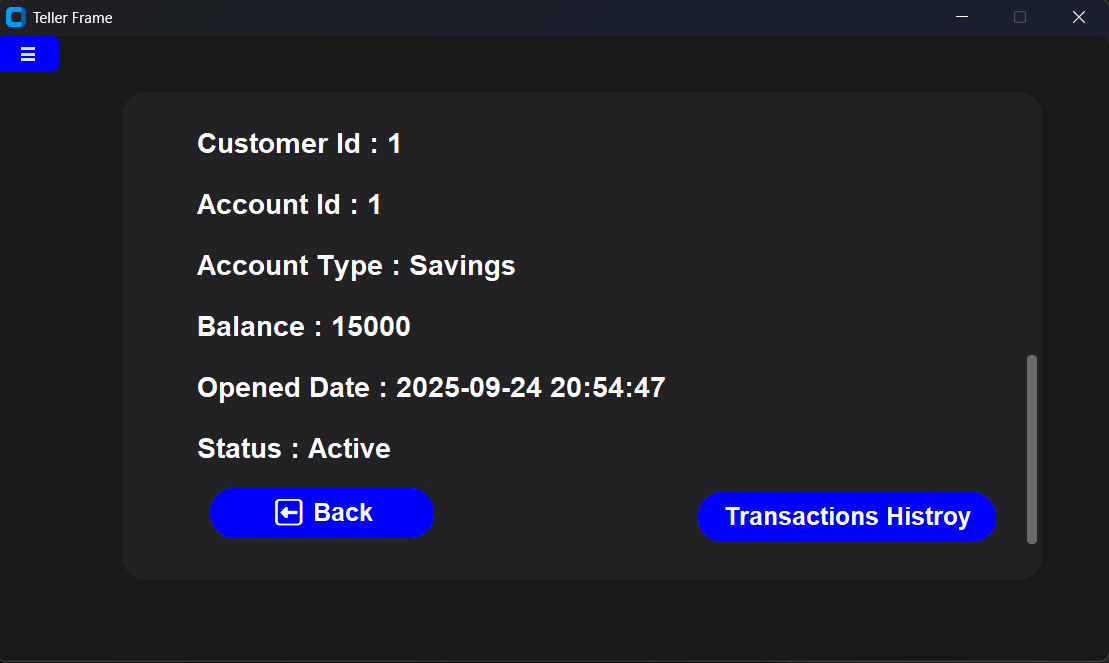 Teller Frame
Customer Id : 1
Account Id : 1
Account Type : Savings
Balance : 15000
Opened Date : 2025-09-24 20:54:47
Status : Active
Back
Transactions Histroy